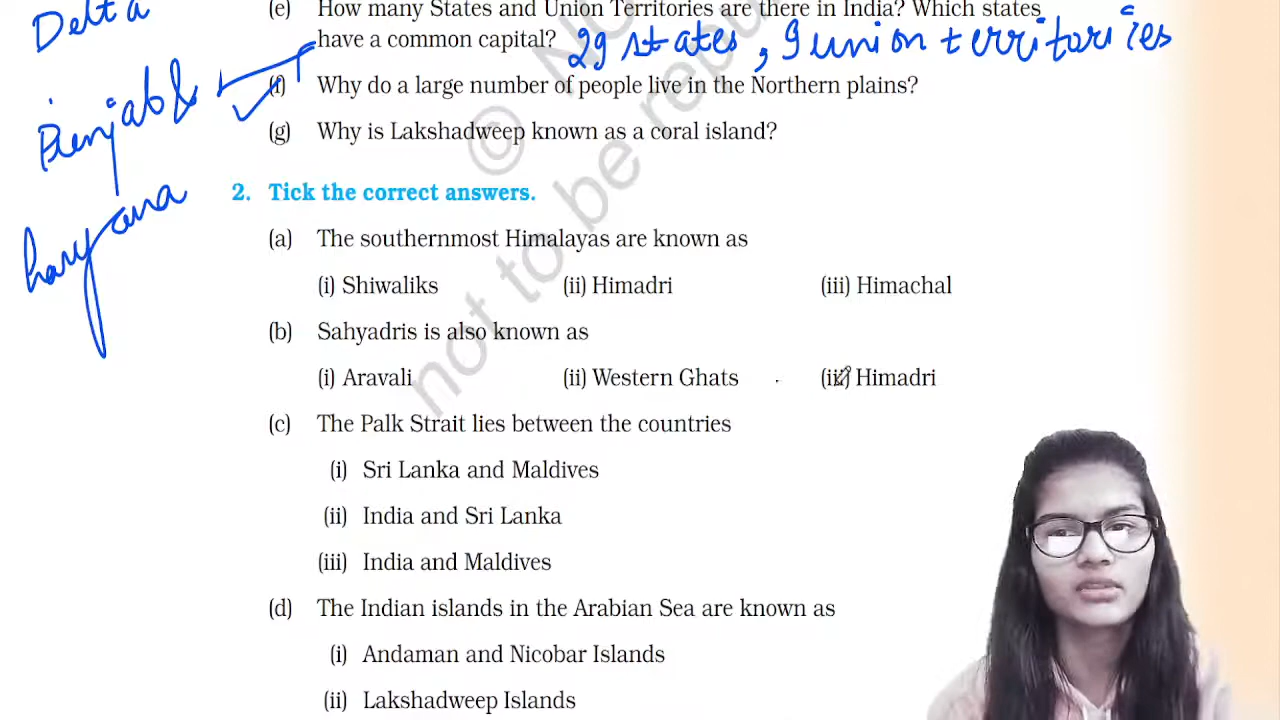 Delta
(e) How many States and Union Territories are there in India? Which states
have a common capital? 29 states, 9 union territories
Punjab &
haryana
(f) Why do a large number of people live in the Northern plains?
(g) Why is Lakshadweep known as a coral island?
2. Tick the correct answers.
(a) The southernmost Himalayas are known as
(i) Shiwaliks (ii) Himadri (iii) Himachal
(b) Sahyadris is also known as
(i) Aravali (ii) Western Ghats (iii) Himadri
(c) The Palk Strait lies between the countries
(i) Sri Lanka and Maldives
(ii) India and Sri Lanka
(iii) India and Maldives
(d) The Indian islands in the Arabian Sea are known as
(i) Andaman and Nicobar Islands
(ii) Lakshadweep Islands
© NC
not to be repu